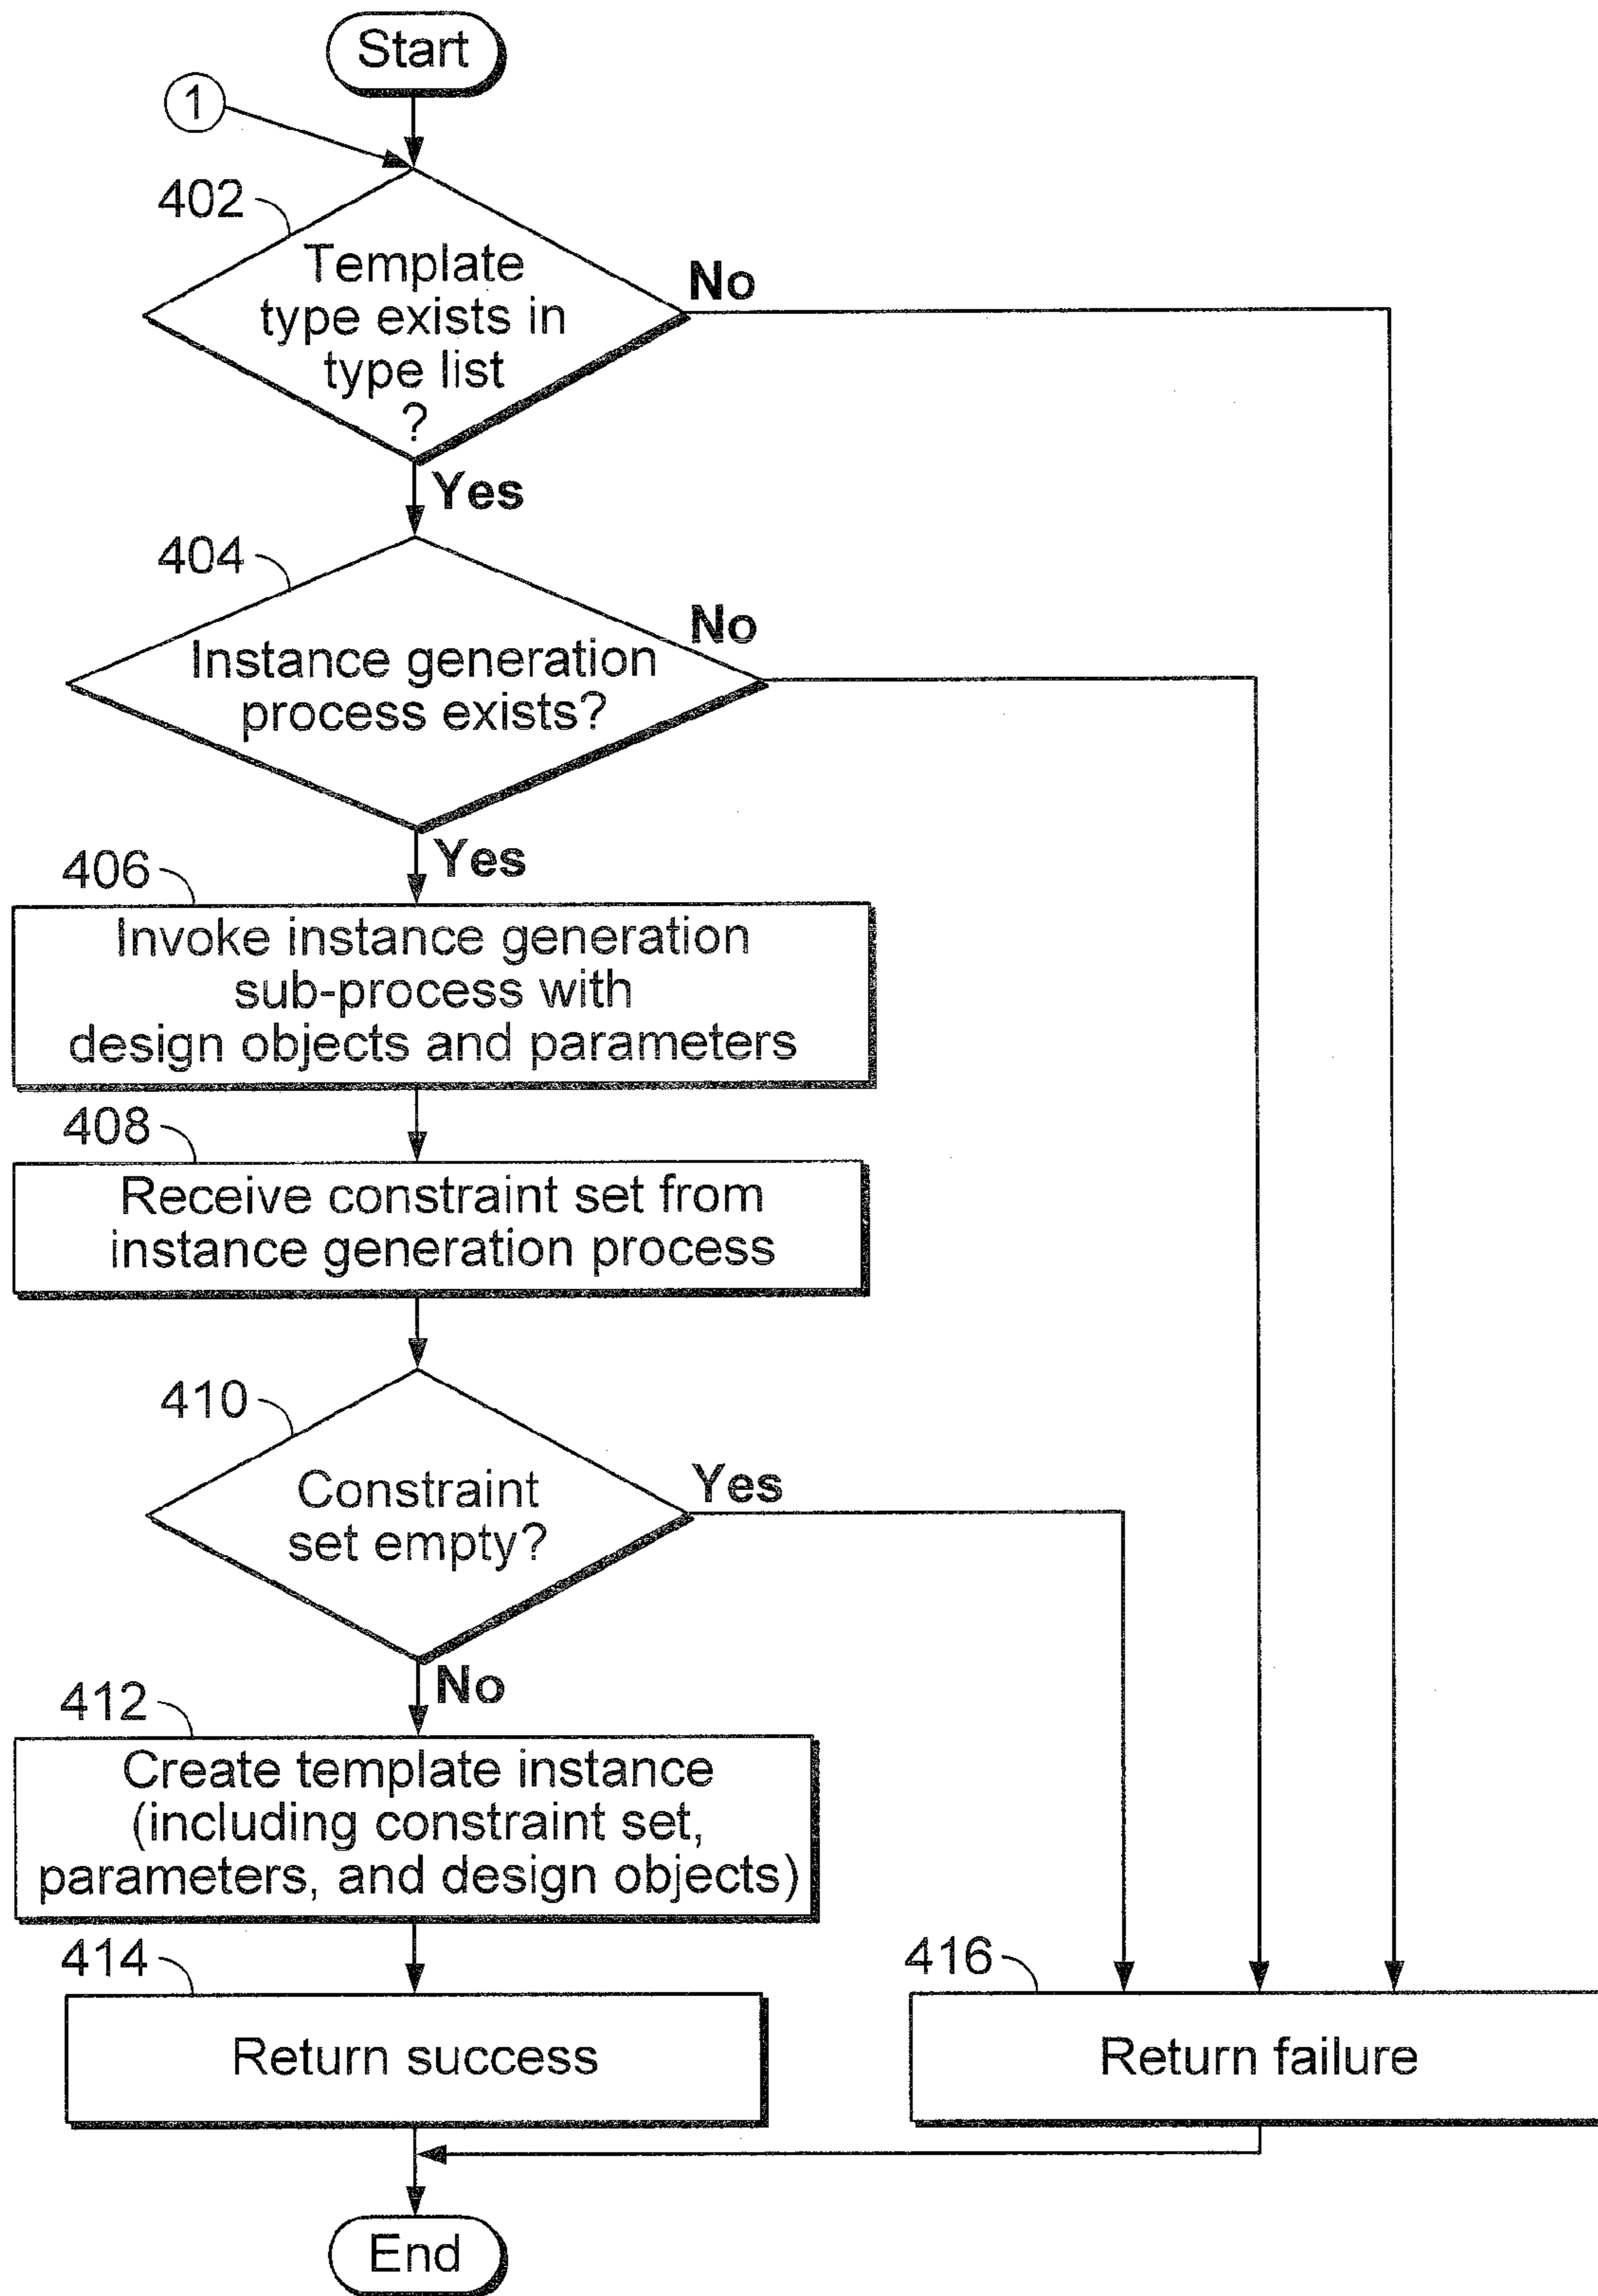 Start
1
402
Template
type exists in
type list
?
No
Yes
404
Instance generation
process exists?
No
Yes
406
Invoke instance generation
sub-process with
design objects and parameters
408
Receive constraint set from
instance generation process
410
Constraint
set empty?
Yes
No
412
Create template instance
(including constraint set,
parameters, and design objects)
414
Return success
416
Return failure
End